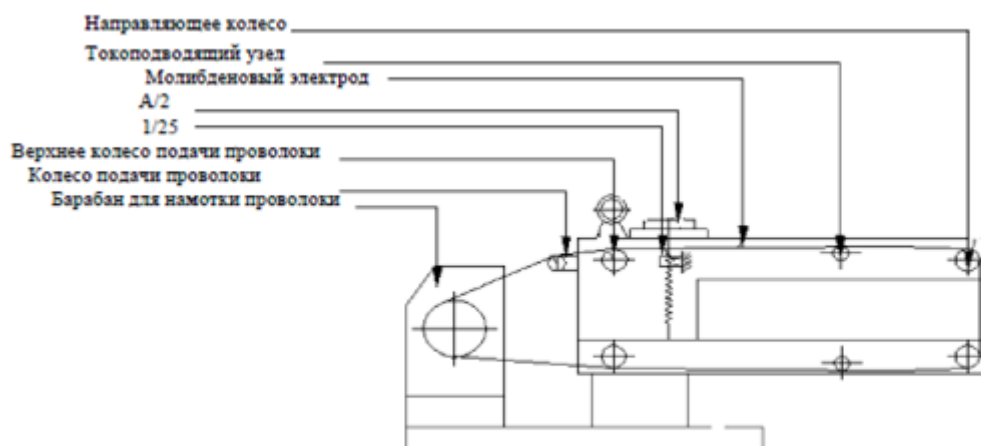 Направляющее колесо
Токоподводящий узел
Молибденовый электрод
А/2
1/25
Верхнее колесо подачи проволоки
Колесо подачи проволоки
Барабан для намотки проволоки